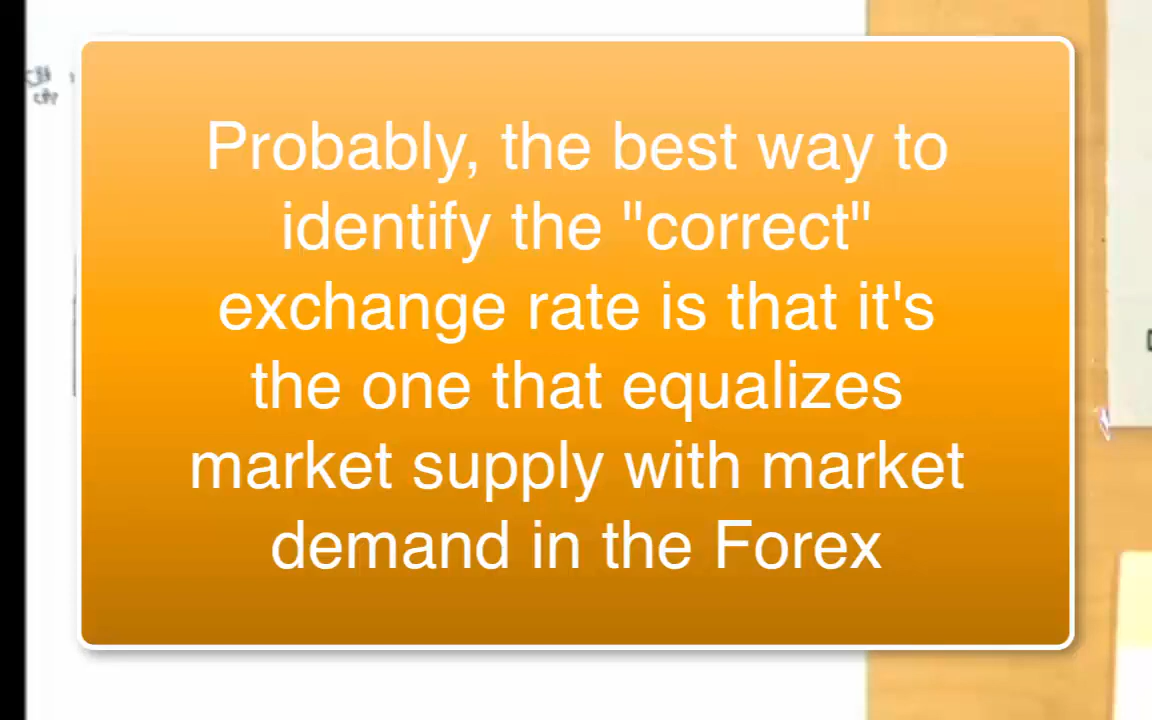 Probably, the best way to
identify the "correct"
exchange rate is that it's
the one that equalizes
market supply with market
demand in the Forex